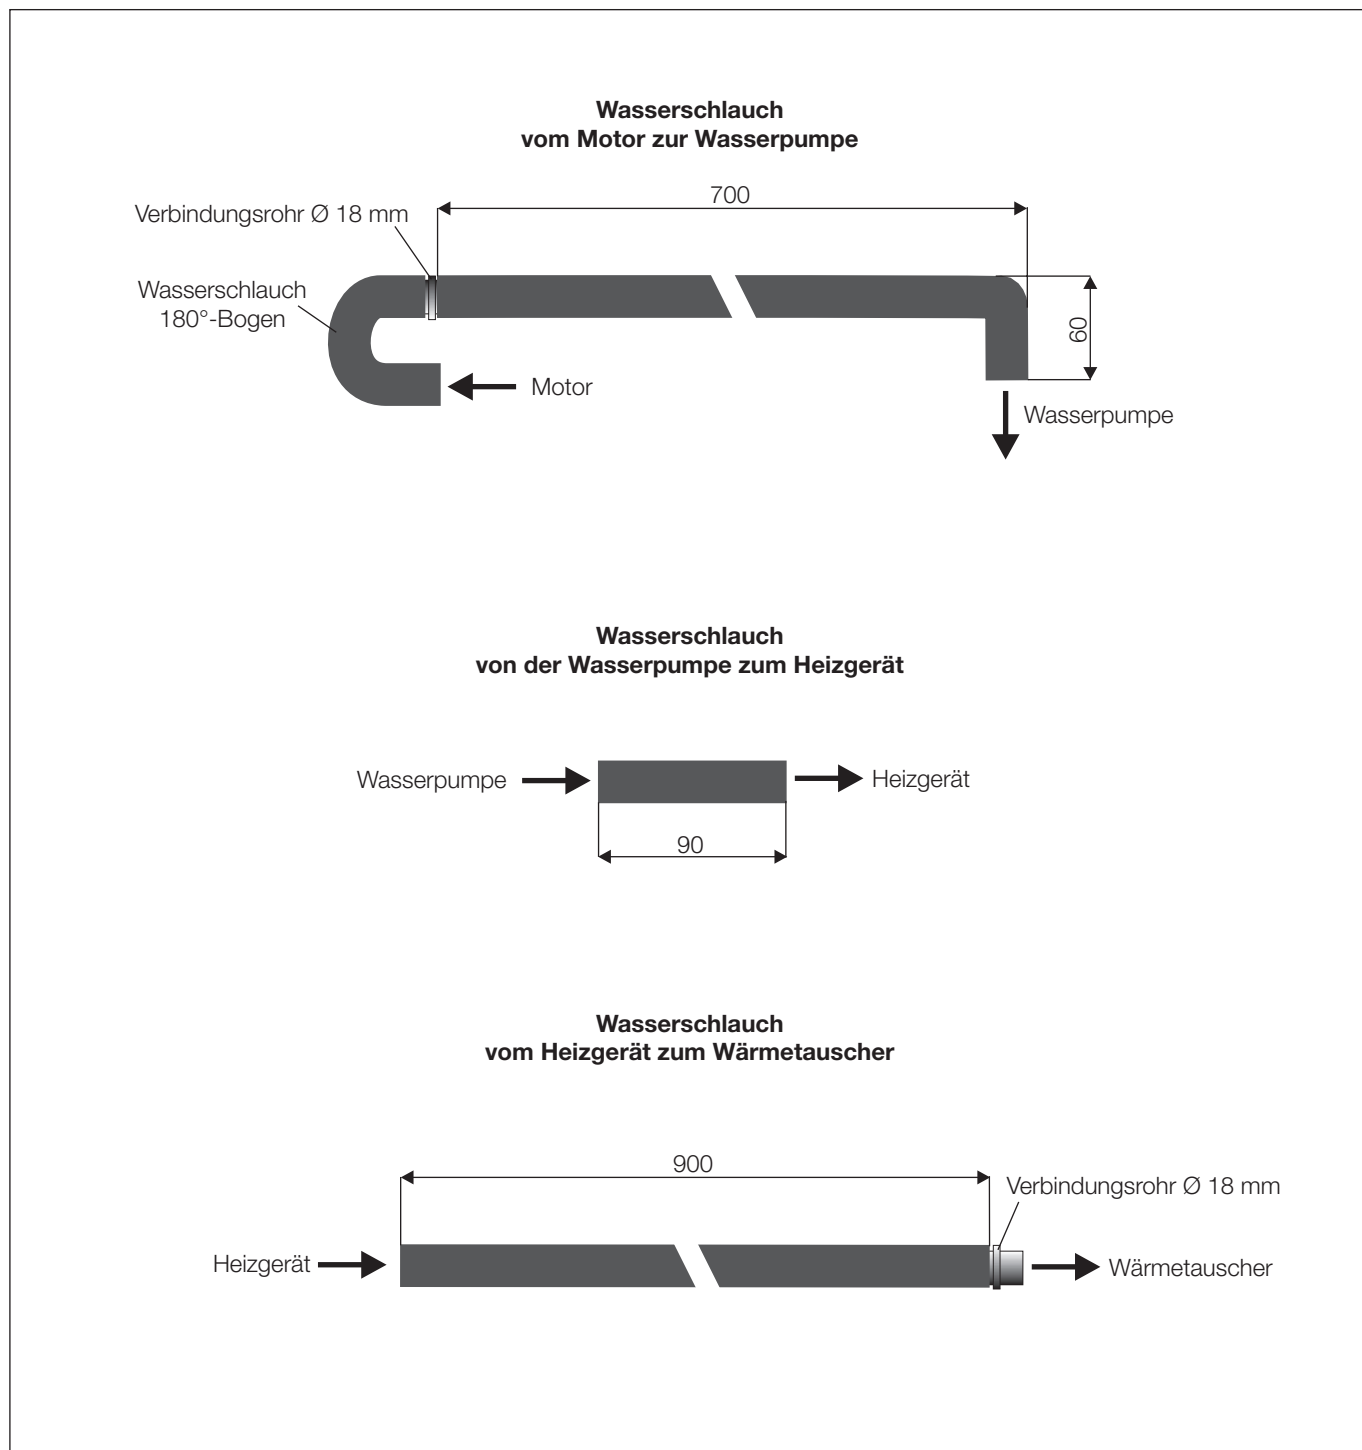 Wasserschlauch
vom Motor zur Wasserpumpe
700
Verbindungsrohr Ø 18 mm
Wasserschlauch
180°-Bogen
60
Motor
Wasserpumpe
Wasserschlauch
von der Wasserpumpe zum Heizgerät
Wasserpumpe
Heizgerät
90
Wasserschlauch
vom Heizgerät zum Wärmetauscher
900
Verbindungsrohr Ø 18 mm
Heizgerät
Wärmetauscher